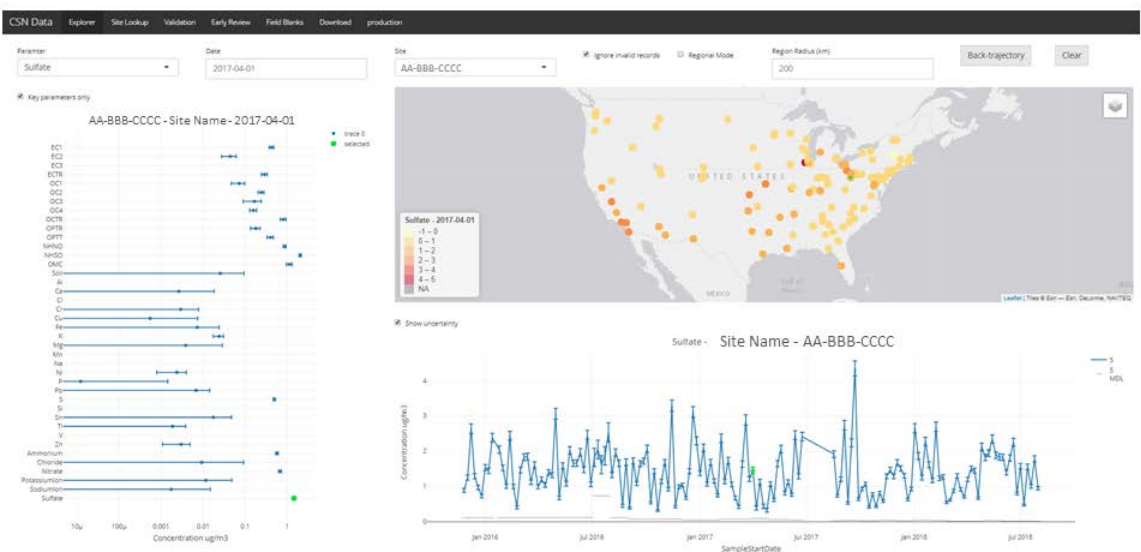 CSN Data Explorer Site Lookup Validation Early Review Field Blanks Download production
Paramter Date Site Ignore invalid records Regional Mode Region Radius (km) Back-trajectory Clear
Sulfate 2017-04-01 AA-BBB-CCCC 200
Key parameters only
AA-BBB-CCCC - Site Name - 2017-04-01
trace 0
selected
EC1
EC2
EC3
ECTR
OC1
OC2
OC3
OC4
OCTR
OPTR
OPTT
NHNO
NHSO
OMC
Soil
Al
Ca
Cl
Cr
Cu
Fe
K
Mg
Mn
Na
Ni
P
Pb
S
Si
Sn
Ti
V
Zn
Ammonium
Chloride
Nitrate
PotassiumIon
SodiumIon
Sulfate
10μ 100μ 0.001 0.01 0.1 1
Concentration ug/m3
UNITED STATES
MEXICO
Gulf of
Sulfate - 2017-04-01
-1 – 0
0 – 1
1 – 2
2 – 3
3 – 4
4 – 5
NA
Leaflet | Tiles © Esri — Esri, DeLorme, NAVTEQ
Show uncertainty
Sulfate - Site Name - AA-BBB-CCCC
S
S
MDL
4
3
2
1
0
Concentration ug/m3
Jan 2016 Jul 2016 Jan 2017 Jul 2017 Jan 2018 Jul 2018
SampleStartDate